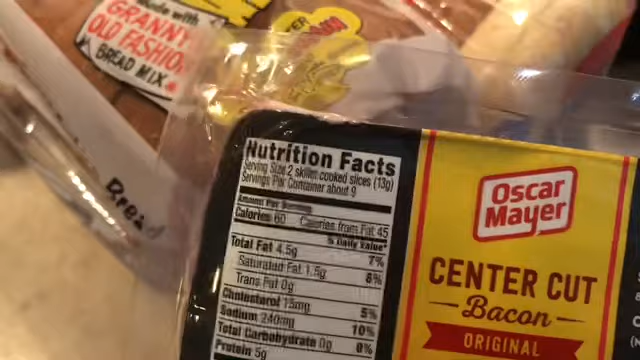 Made with
GRANNY
OLD FASHIO
BREAD MIX
Bread
Nutrition Facts
Serving Size 2 skillet cooked slices (13g)
Servings Per Container about 9
Amount Per Serving
Calories 60 Calories from Fat 45
% Daily Value*
Total Fat 4.5g 7%
Saturated Fat 1.5g 8%
Trans Fat 0g
Cholesterol 15mg 5%
Sodium 240mg 10%
Total Carbohydrate 0g 0%
Protein 5g
Oscar
Mayer
CENTER CUT
Bacon
ORIGINAL